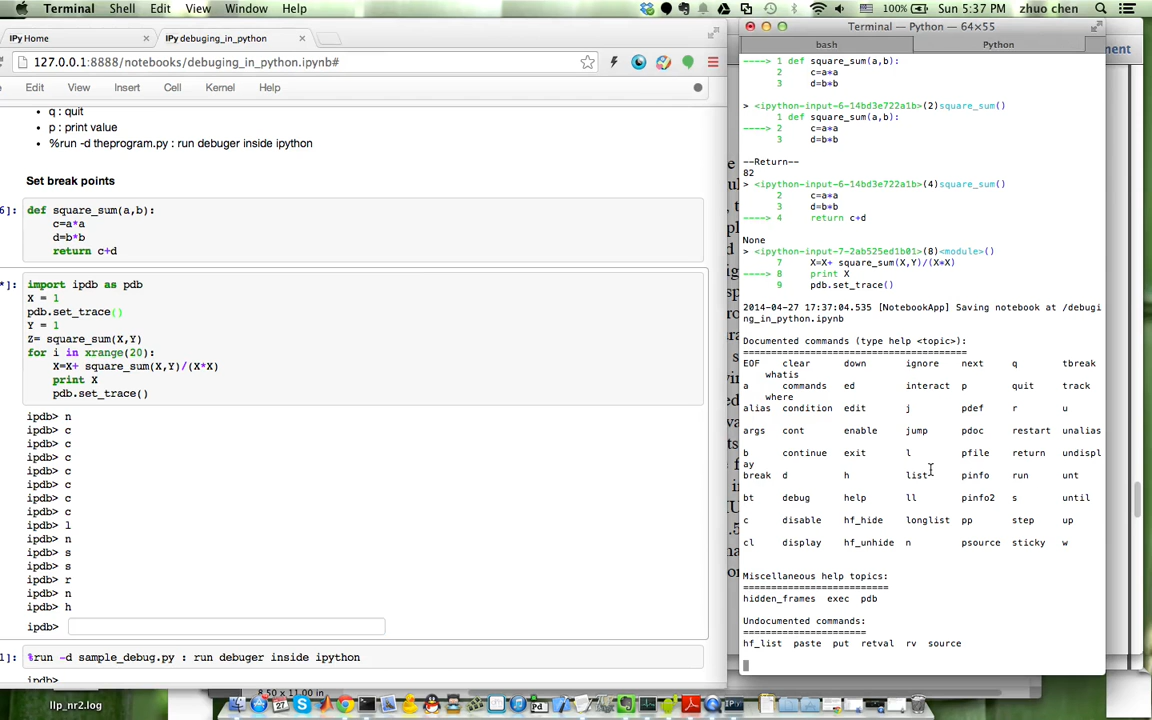 Terminal Shell Edit View Window Help 100% Sun 5:37 PM zhuo chen
IPy Home
IPy debuging_in_python
127.0.0.1:8888/notebooks/debuging_in_python.ipynb#
Edit View Insert Cell Kernel Help
• q : quit
• p : print value
• %run -d theprogram.py : run debuger inside ipython
Set break points
6]:
def square_sum(a,b):
c=a*a
d=b*b
return c+d
*]:
import ipdb as pdb
X = 1
pdb.set_trace()
Y = 1
Z= square_sum(X,Y)
for i in xrange(20):
X=X+ square_sum(X,Y)/(X*X)
print X
pdb.set_trace()
ipdb> n
ipdb> c
ipdb> c
ipdb> c
ipdb> c
ipdb> c
ipdb> c
ipdb> c
ipdb> l
ipdb> n
ipdb> s
ipdb> s
ipdb> r
ipdb> n
ipdb> h
ipdb>
1]:
%run -d sample_debug.py : run debuger inside ipython
ipdb>
Terminal — Python — 64×55
bash Python
----> 1 def square_sum(a,b):
2 c=a*a
3 d=b*b
> <ipython-input-6-14bd3e722a1b>(2)square_sum()
1 def square_sum(a,b):
----> 2 c=a*a
3 d=b*b
--Return--
82
> <ipython-input-6-14bd3e722a1b>(4)square_sum()
2 c=a*a
3 d=b*b
----> 4 return c+d
None
> <ipython-input-7-2ab525ed1b01>(8)<module>()
7 X=X+ square_sum(X,Y)/(X*X)
----> 8 print X
9 pdb.set_trace()
2014-04-27 17:37:04.535 [NotebookApp] Saving notebook at /debugi
ng_in_python.ipynb
Documented commands (type help <topic>):
========================================
EOF clear down ignore next q tbreak
whatis
a commands ed interact p quit track
where
alias condition edit j pdef r u
args cont enable jump pdoc restart unalias
b continue exit l pfile return undispl
ay
break d h list pinfo run unt
bt debug help ll pinfo2 s until
c disable hf_hide longlist pp step up
cl display hf_unhide n psource sticky w
Miscellaneous help topics:
==========================
hidden_frames exec pdb
Undocumented commands:
======================
hf_list paste put retval rv source
llp_nr2.log
8.50 x 11.00 in